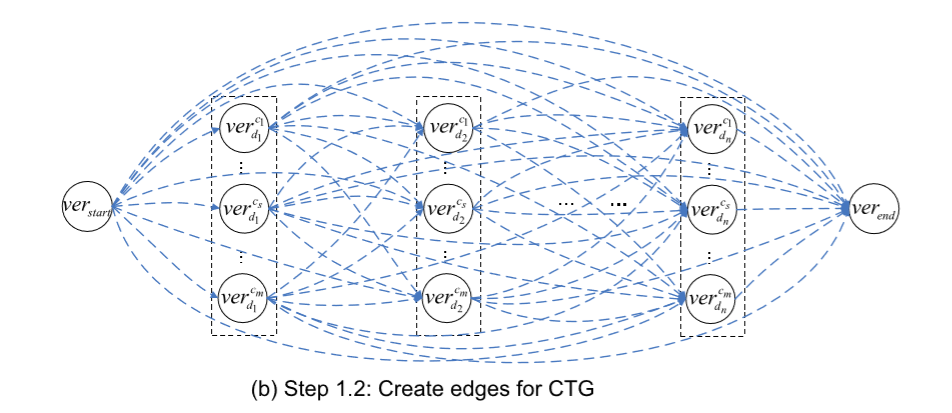 ver_{d_1}^{c_1} ver_{d_2}^{c_1} ver_{d_n}^{c_1}
⋮ ⋮ ⋮
ver_{start} ver_{d_1}^{c_s} ver_{d_2}^{c_s} ... ... ver_{d_n}^{c_s} ver_{end}
⋮ ⋮ ⋮
ver_{d_1}^{c_m} ver_{d_2}^{c_m} ver_{d_n}^{c_m}
(b) Step 1.2: Create edges for CTG